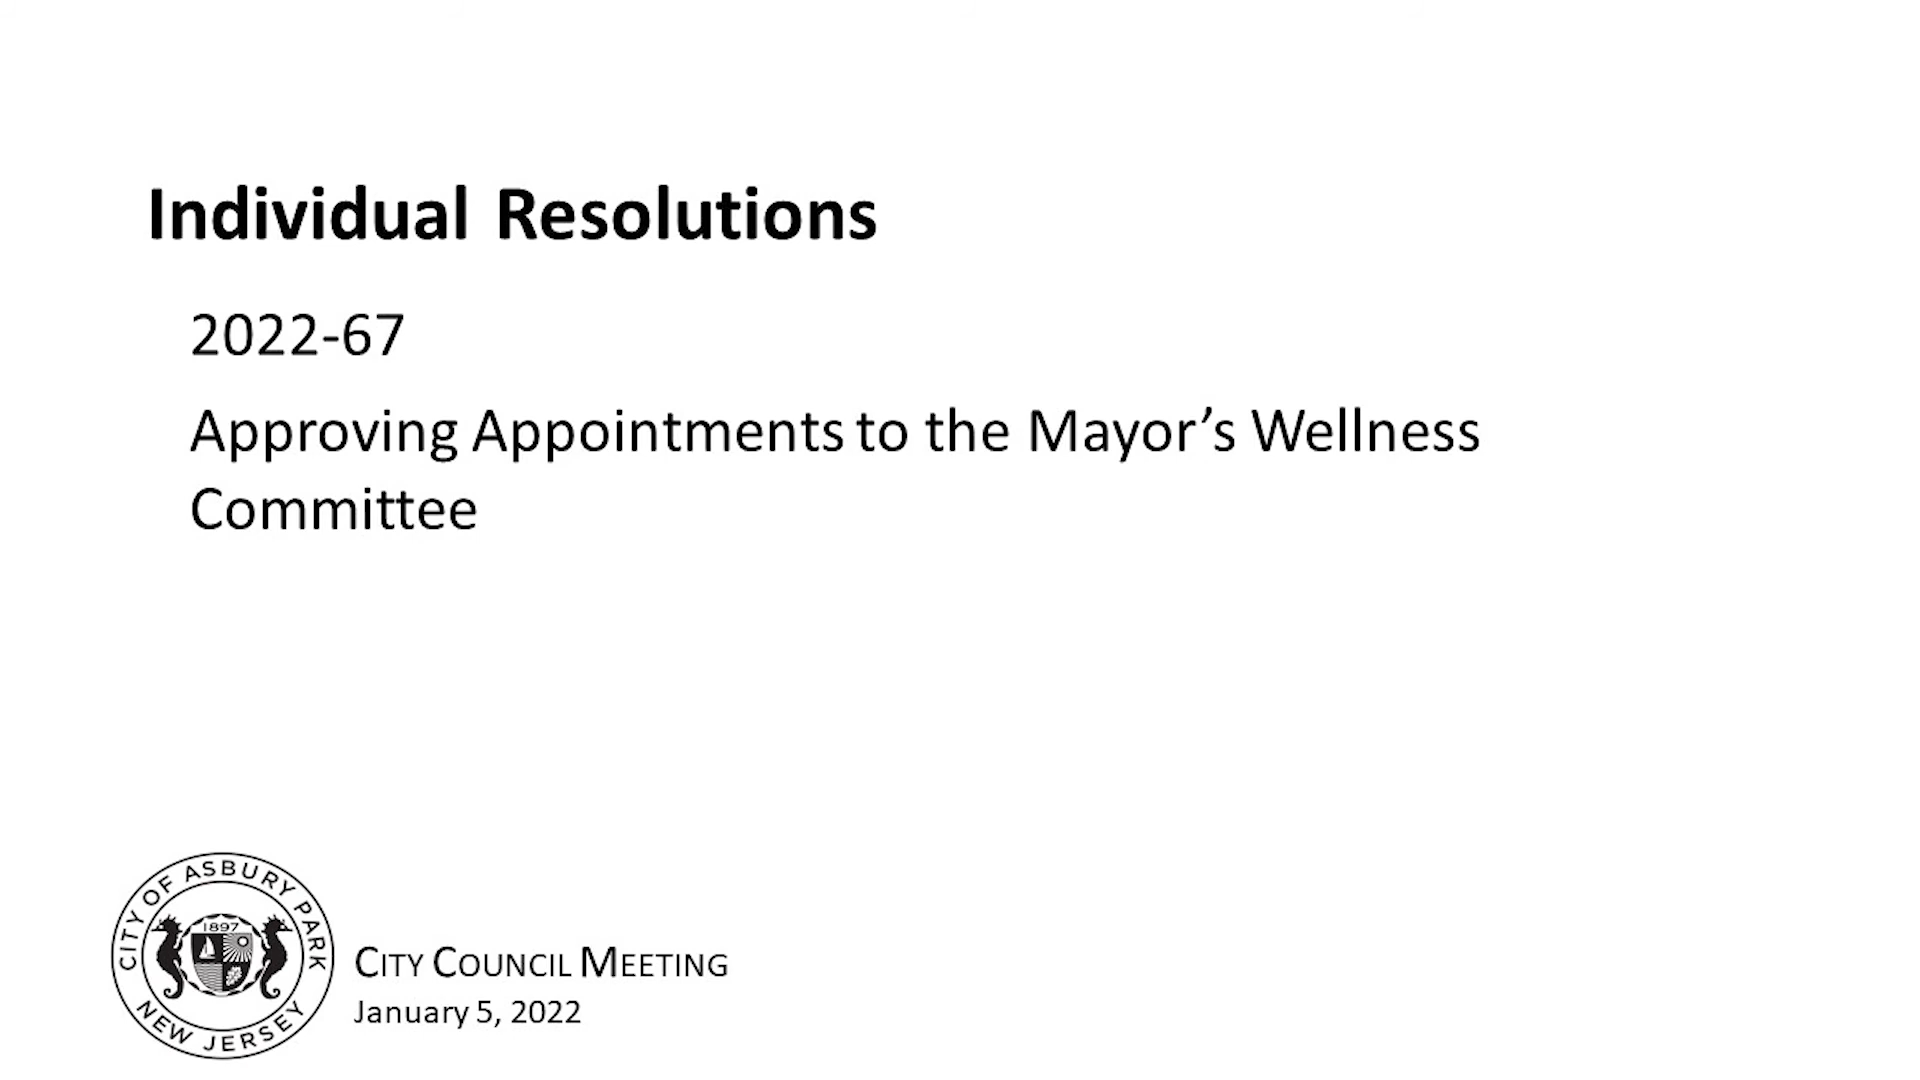 Individual Resolutions
2022-67
Approving Appointments to the Mayor’s Wellness
Committee
CITY OF ASBURY PARK
1897
NEW JERSEY
CITY COUNCIL MEETING
January 5, 2022